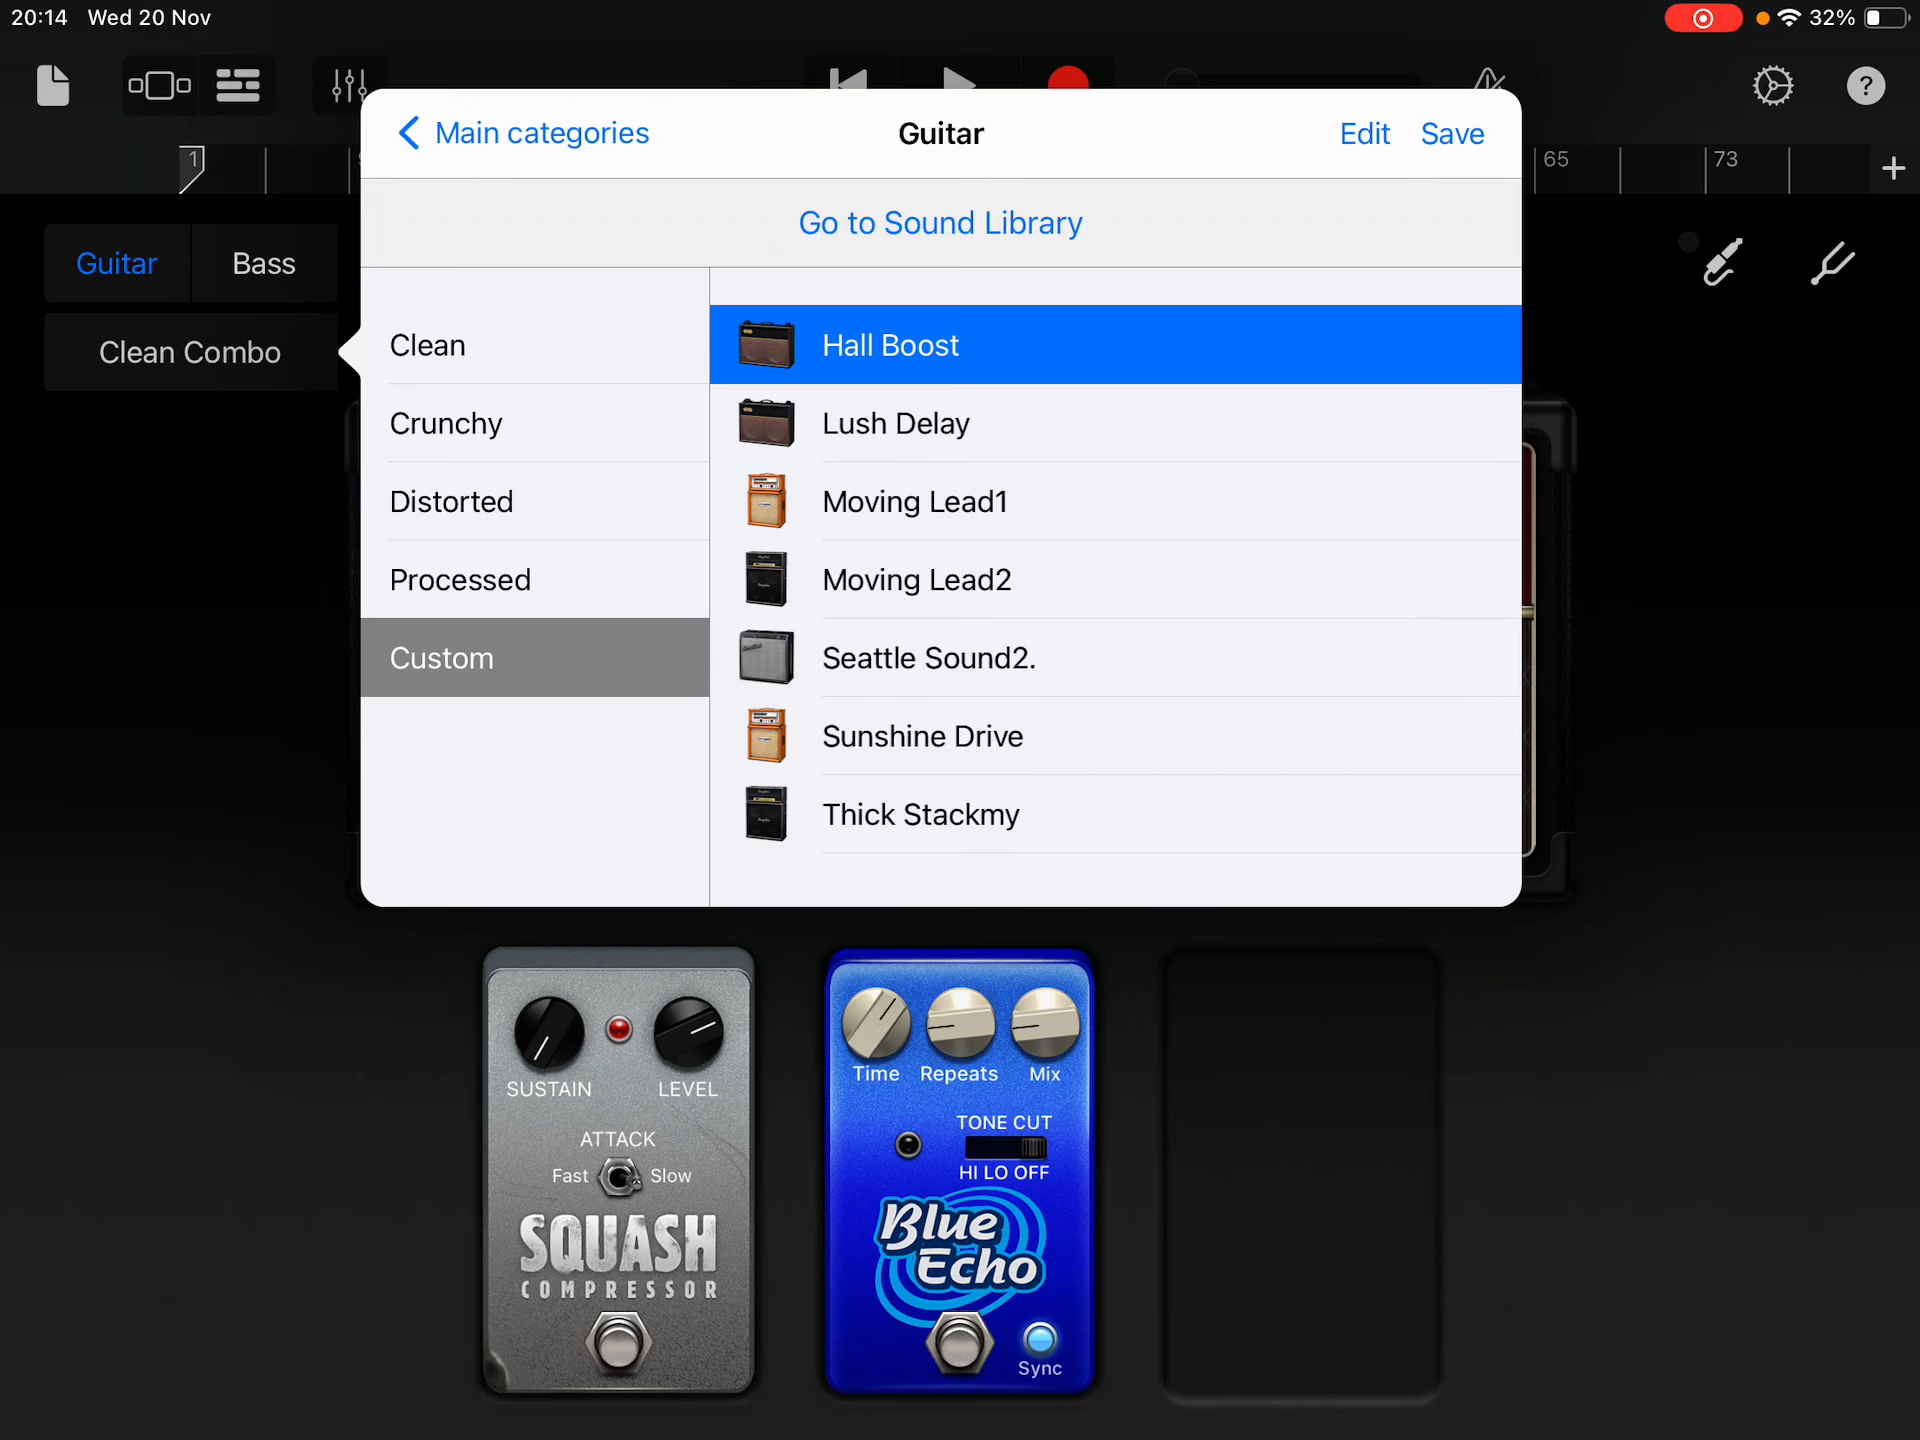 20:14 Wed 20 Nov
32%
?
Main categories
Guitar
Edit Save
1
65
73
Go to Sound Library
Guitar
Bass
Clean Combo
Clean
Crunchy
Distorted
Processed
Custom
Hall Boost
Lush Delay
Moving Lead1
Moving Lead2
Seattle Sound2.
Sunshine Drive
Thick Stackmy
SUSTAIN LEVEL
ATTACK
Fast Slow
SQUASH
COMPRESSOR
Time Repeats Mix
TONE CUT
HI LO OFF
Blue
Echo
Sync